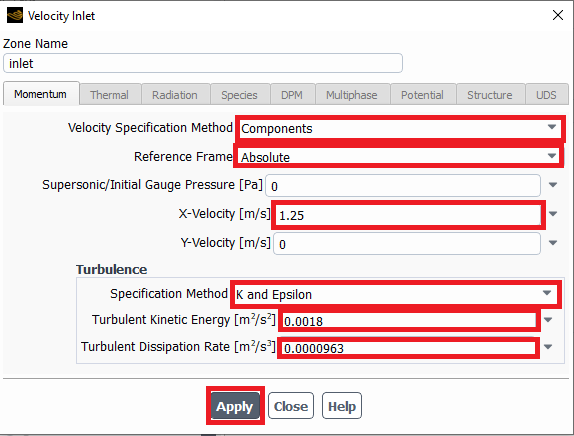 Velocity Inlet
Zone Name
inlet
Momentum Thermal Radiation Species DPM Multiphase Potential Structure UDS
Velocity Specification Method Components
Reference Frame Absolute
Supersonic/Initial Gauge Pressure [Pa] 0
X-Velocity [m/s] 1.25
Y-Velocity [m/s] 0
Turbulence
Specification Method K and Epsilon
Turbulent Kinetic Energy [m²/s²] 0.0018
Turbulent Dissipation Rate [m²/s³] 0.0000963
Apply Close Help